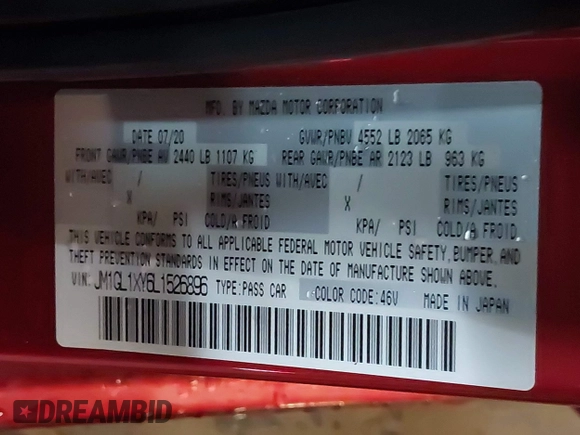 MFG. BY MAZDA MOTOR CORPORATION
DATE 07/20 GVWR/PNBV 4552 LB 2065 KG
FRONT GAWR/PNBE AV 2440 LB 1107 KG REAR GAWR/PNBE AR 2123 LB 963 KG
WITH/AVEC / TIRES/PNEUS WITH/AVEC / TIRES/PNEUS
X RIMS/JANTES X RIMS/JANTES
KPA/ PSI COLD/A FROID KPA/ PSI COLD/A FROID
THIS VEHICLE CONFORMS TO ALL APPLICABLE FEDERAL MOTOR VEHICLE SAFETY, BUMPER, AND
THEFT PREVENTION STANDARDS IN EFFECT ON THE DATE OF MANUFACTURE SHOWN ABOVE.
VIN: JM1GL1XY6L1526896 TYPE:PASS CAR COLOR CODE:46V MADE IN JAPAN
DREAMBID